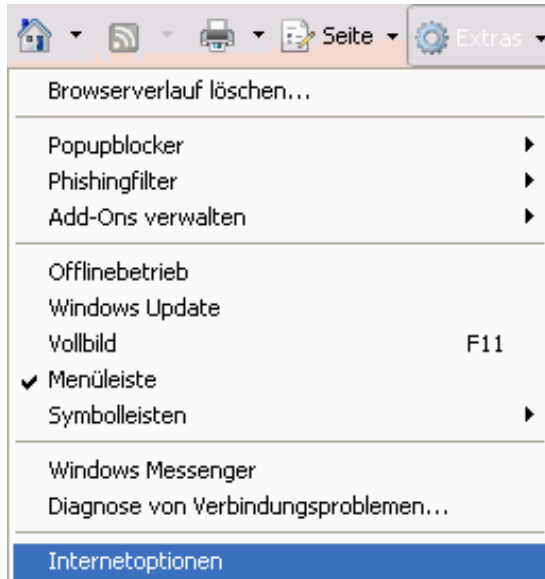 Seite Extras
Browserverlauf löschen...
Popupblocker
Phishingfilter
Add-Ons verwalten
Offlinebetrieb
Windows Update
Vollbild F11
Menüleiste
Symbolleisten
Windows Messenger
Diagnose von Verbindungsproblemen...
Internetoptionen